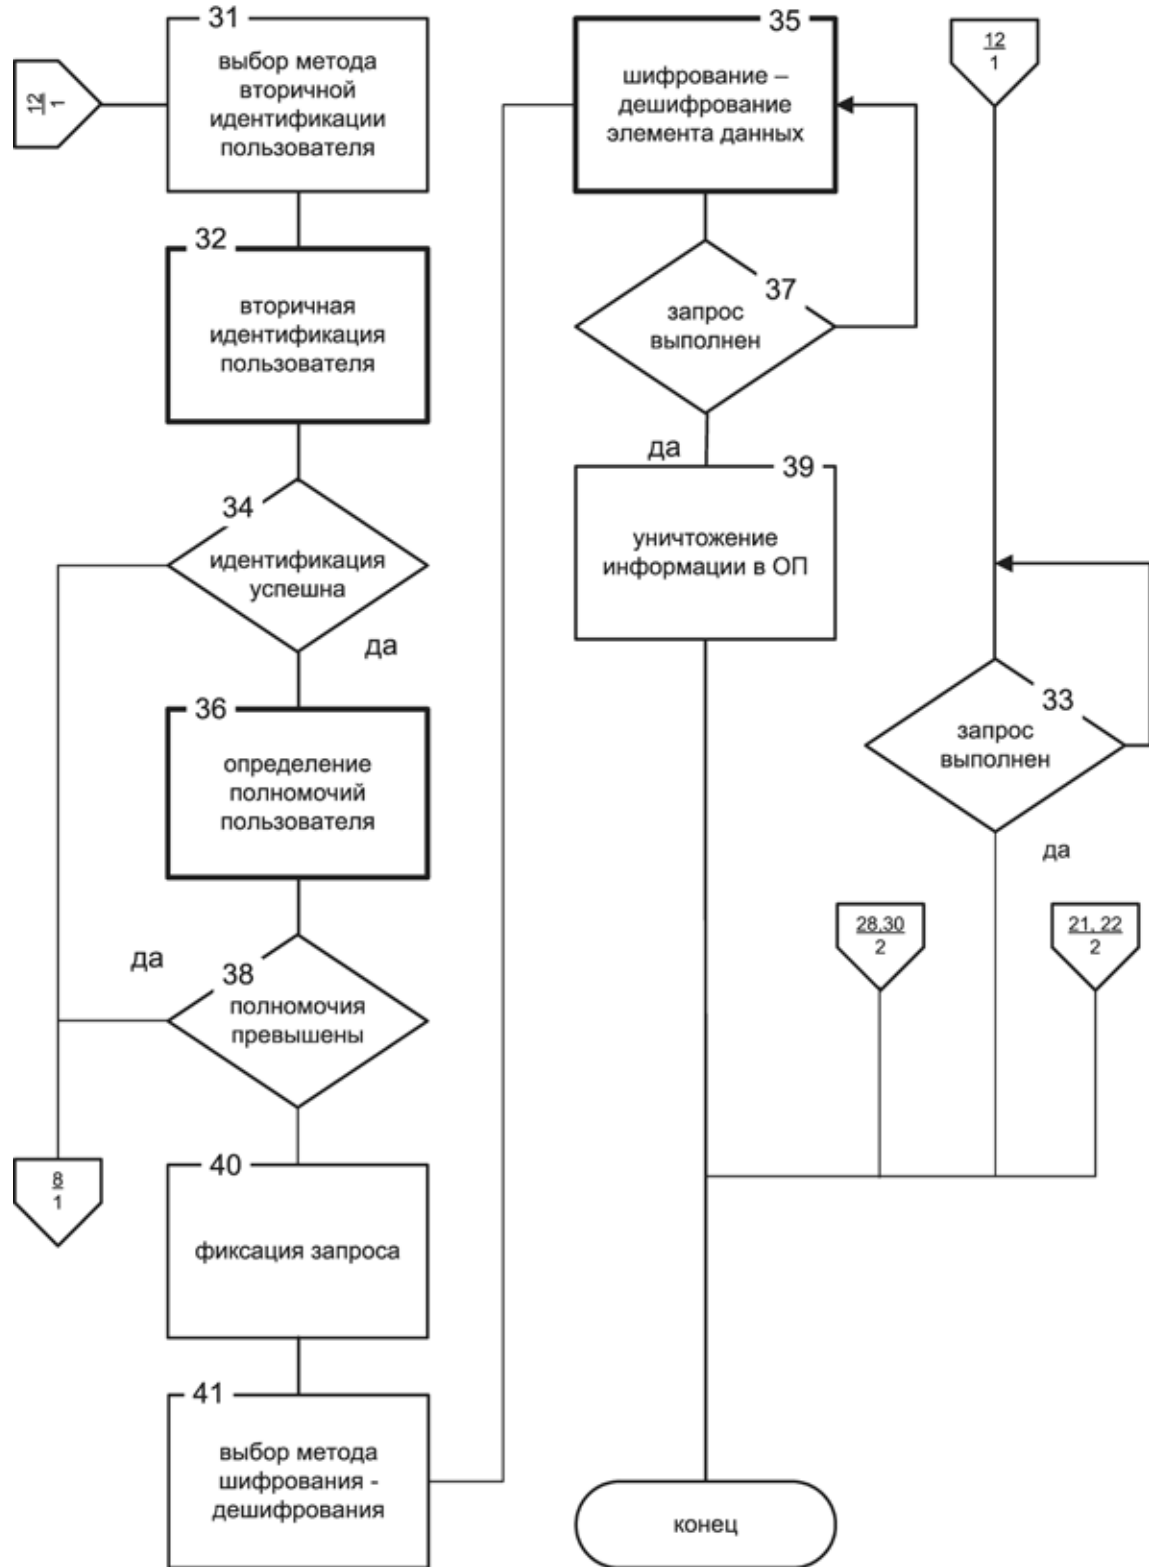 12
1
31
выбор метода
вторичной
идентификации
пользователя
32
вторичная
идентификация
пользователя
34
идентификация
успешна
да
36
определение
полномочий
пользователя
да
38
полномочия
превышены
8
1
40
фиксация запроса
41
выбор метода
шифрования -
дешифрования
35
шифрование –
дешифрование
элемента данных
37
запрос
выполнен
да
39
уничтожение
информации в ОП
12
1
33
запрос
выполнен
да
28,30
2
21, 22
2
конец